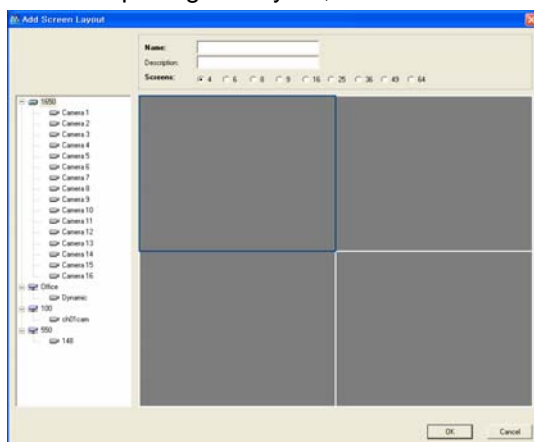 Add Screen Layout
Name:
Description:
Screens: 4 6 8 9 16 25 36 49 64
1650
Camera 1
Camera 2
Camera 3
Camera 4
Camera 5
Camera 6
Camera 7
Camera 8
Camera 9
Camera 10
Camera 11
Camera 12
Camera 13
Camera 14
Camera 15
Camera 16
Office
Dynamic
100
ch01cam
550
148
OK Cancel